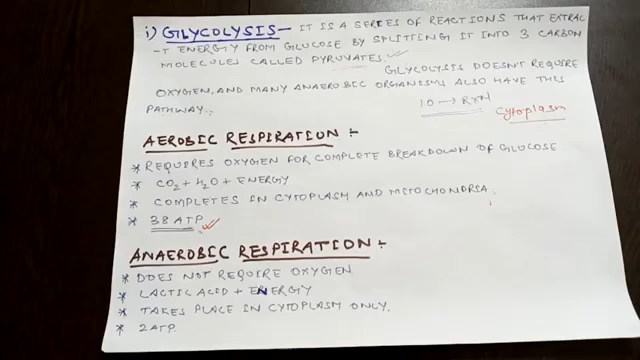 i) GLYCOLYSIS - IT IS A SERIES OF REACTIONS THAT EXTRAC
-T ENERGY FROM GLUCOSE BY SPLITING IT INTO 3 CARBON
MOLECULES CALLED PYRUVATES.
GLYCOLYSIS DOESN'T REQUIRE
OXYGEN, AND MANY ANAEROBIC ORGANISMS ALSO HAVE THIS
PATHWAY.
10 → RXN
Cytoplasm
AEROBIC RESPIRATION :-
* REQUIRES OXYGEN FOR COMPLETE BREAKDOWN OF GLUCOSE.
* CO2 + H2O + ENERGY
* COMPLETES IN CYTOPLASM AND MITOCHONDRIA.
* 38 ATP
ANAEROBIC RESPIRATION :-
* DOES NOT REQUIRE OXYGEN
* LACTIC ACID + ENERGY
* TAKES PLACE IN CYTOPLASM ONLY.
* 2 ATP.